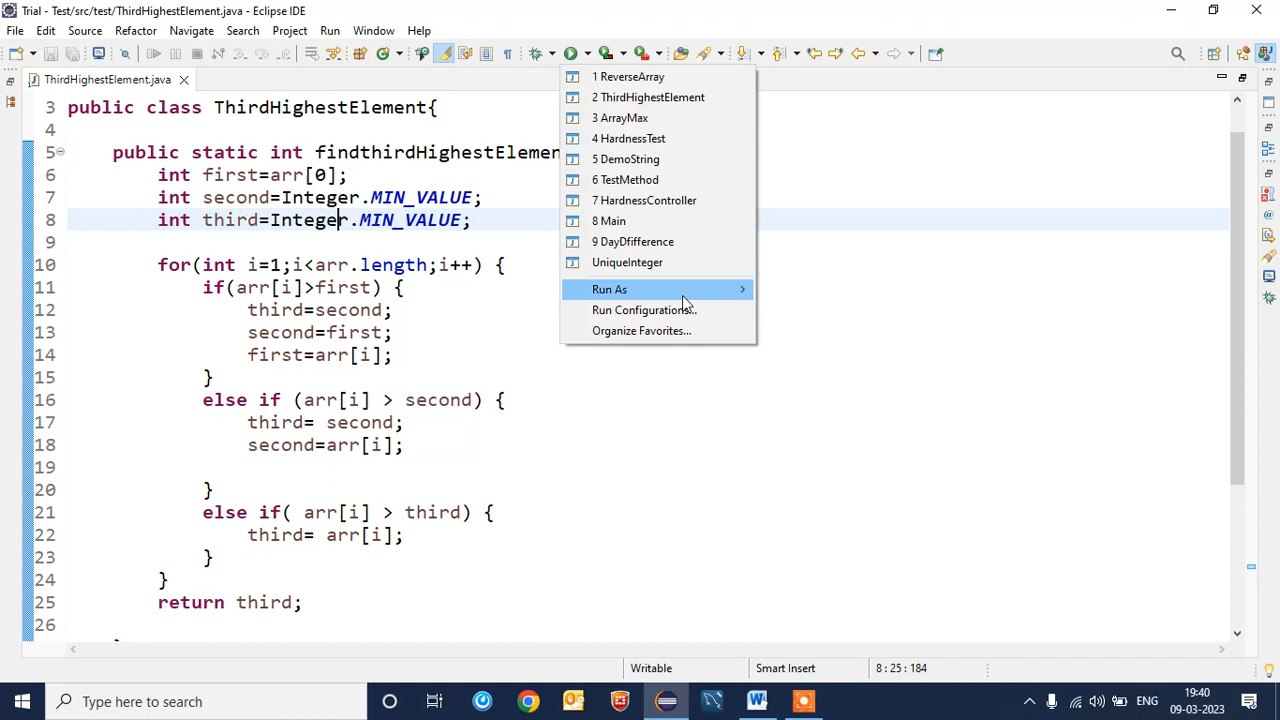 Trial - Test/src/test/ThirdHighestElement.java - Eclipse IDE
File Edit Source Refactor Navigate Search Project Run Window Help
ThirdHighestElement.java
1 ReverseArray
2 ThirdHighestElement
3 ArrayMax
4 HardnessTest
5 DemoString
6 TestMethod
7 HardnessController
8 Main
9 DayDfifference
UniqueInteger
Run As
Run Configurations...
Organize Favorites...
3 public class ThirdHighestElement{
4
5 public static int findthirdHighestElemen
6 int first=arr[0];
7 int second=Integer.MIN_VALUE;
8 int third=Integer.MIN_VALUE;
9
10 for(int i=1;i<arr.length;i++) {
11 if(arr[i]>first) {
12 third=second;
13 second=first;
14 first=arr[i];
15 }
16 else if (arr[i] > second) {
17 third= second;
18 second=arr[i];
19
20 }
21 else if( arr[i] > third) {
22 third= arr[i];
23 }
24 }
25 return third;
26
Writable Smart Insert 8 : 25 : 184
Type here to search
ENG
19:40
09-03-2023